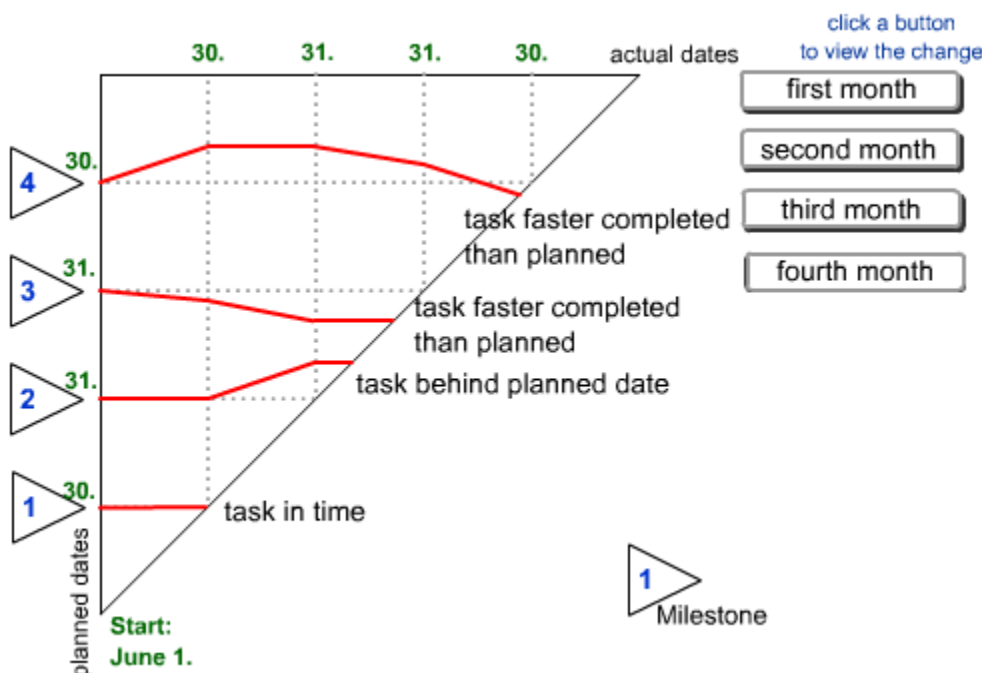 click a button
to view the change
30. 31. 31. 30. actual dates
first month
second month
third month
fourth month
30.
4
task faster completed
than planned
31.
3
task faster completed
than planned
31.
2
task behind planned date
30.
1
task in time
planned dates
1
Milestone
Start:
June 1.